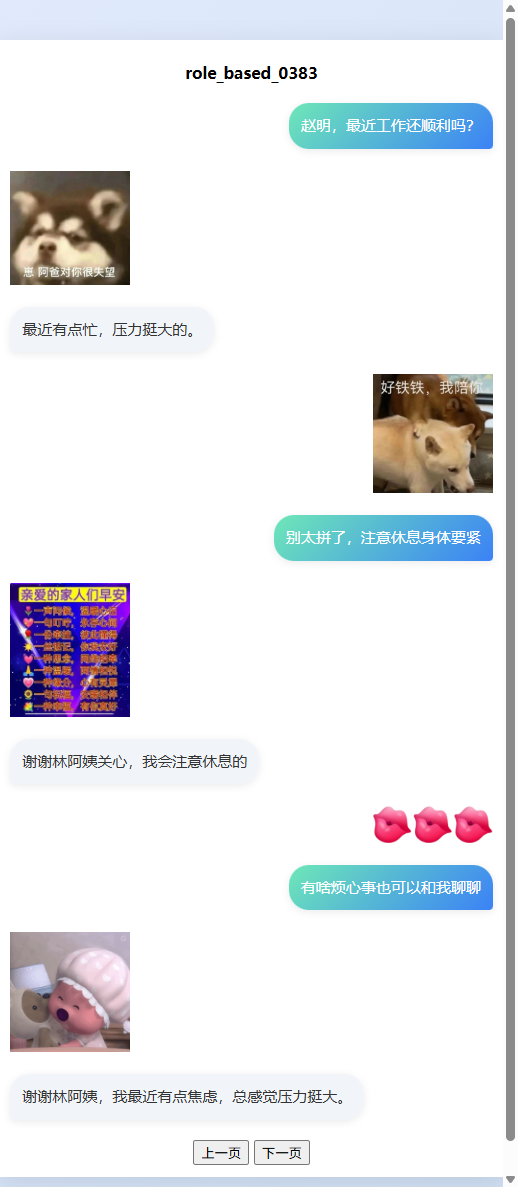 role_based_0383
赵明，最近工作还顺利吗？
崽 阿爸对你很失望
最近有点忙，压力挺大的。
好铁铁，我陪你
别太拼了，注意休息身体要紧
亲爱的家人们早安
谢谢林阿姨关心，我会注意休息的
有啥烦心事也可以和我聊聊
谢谢林阿姨，我最近有点焦虑，总感觉压力挺大。
上一页
下一页